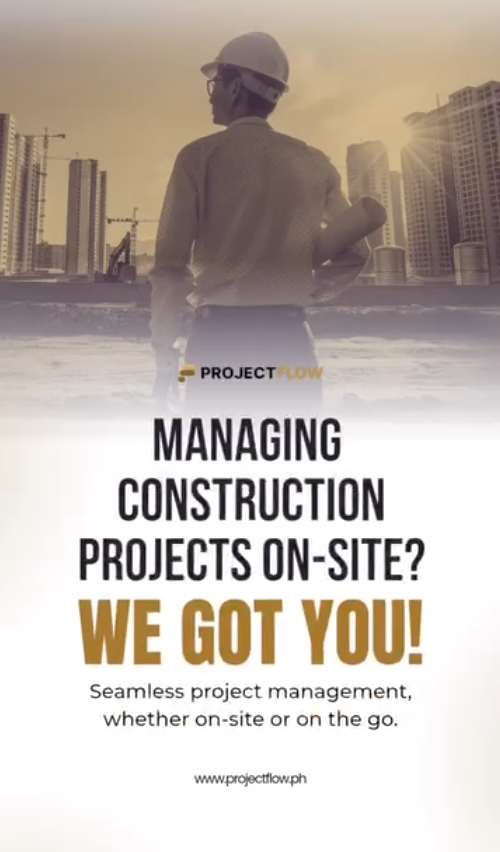 PROJECTFLOW
MANAGING
CONSTRUCTION
PROJECTS ON-SITE?
WE GOT YOU!
Seamless project management,
whether on-site or on the go.
www.projectflow.ph